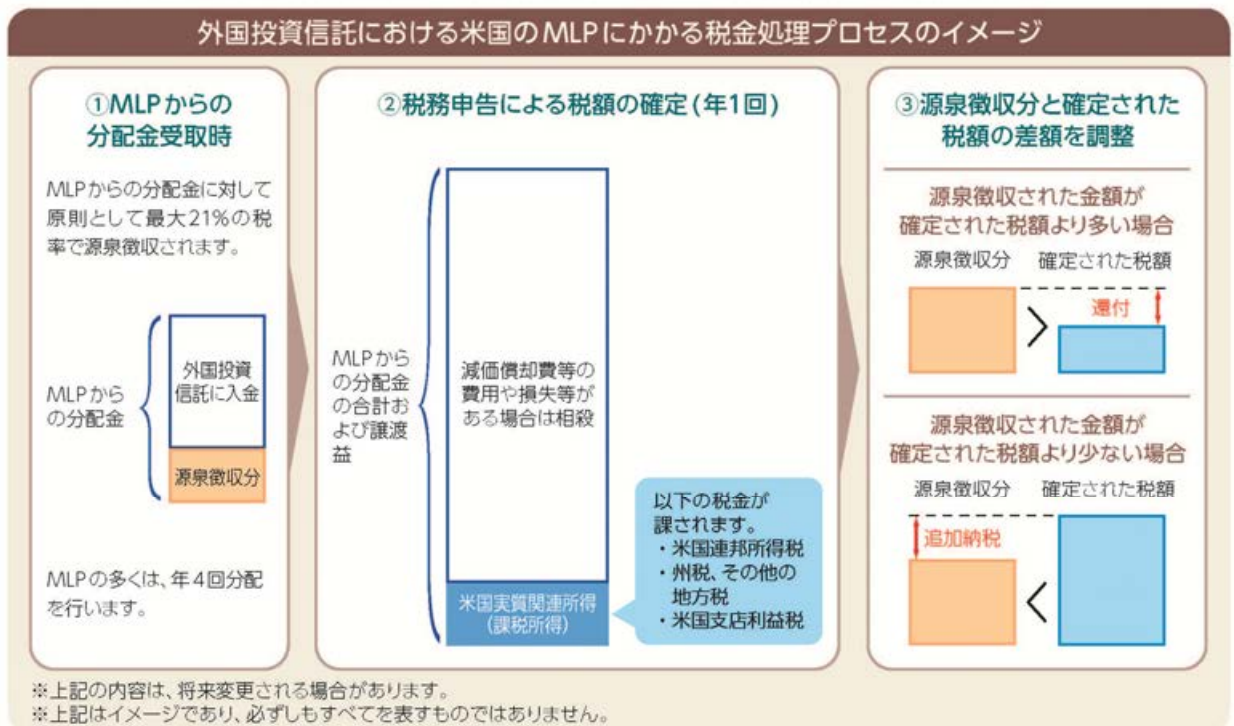 外国投資信託における米国のMLPにかかる税金処理プロセスのイメージ
①MLPからの
分配金受取時
MLPからの分配金に対して
原則として最大21%の税
率で源泉徴収されます。
MLPから
の分配金
外国投資
信託に入金
源泉徴収分
MLPの多くは、年4回分配
を行います。
②税務申告による税額の確定(年1回)
MLPから
の分配金
の合計お
よび譲渡
益
減価償却費等の
費用や損失等が
ある場合は相殺
米国実質関連所得
(課税所得)
以下の税金が
課されます。
・米国連邦所得税
・州税、その他の
地方税
・米国支店利益税
③源泉徴収分と確定された
税額の差額を調整
源泉徴収された金額が
確定された税額より多い場合
源泉徴収分 確定された税額
還付
源泉徴収された金額が
確定された税額より少ない場合
源泉徴収分 確定された税額
追加納税
※上記の内容は、将来変更される場合があります。
※上記はイメージであり、必ずしもすべてを表すものではありません。